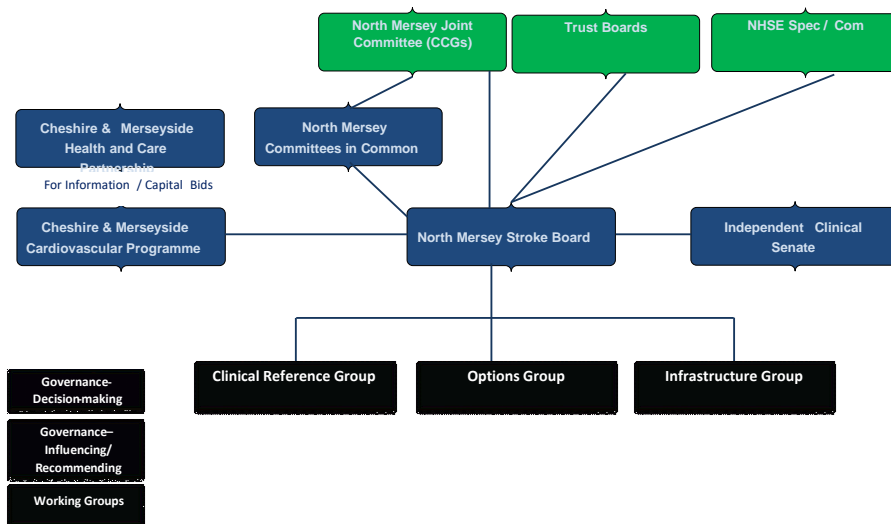 North Mersey Joint
Committee (CCGs)
Trust Boards
NHSE Spec / Com
Cheshire & Merseyside
Health and Care
Partnership
For Information / Capital Bids
North Mersey
Committees in Common
Cheshire & Merseyside
Cardiovascular Programme
North Mersey Stroke Board
Independent Clinical
Senate
Clinical Reference Group
Options Group
Infrastructure Group
Governance-
Decision-making
Governance–
Influencing/
Recommending
Working Groups